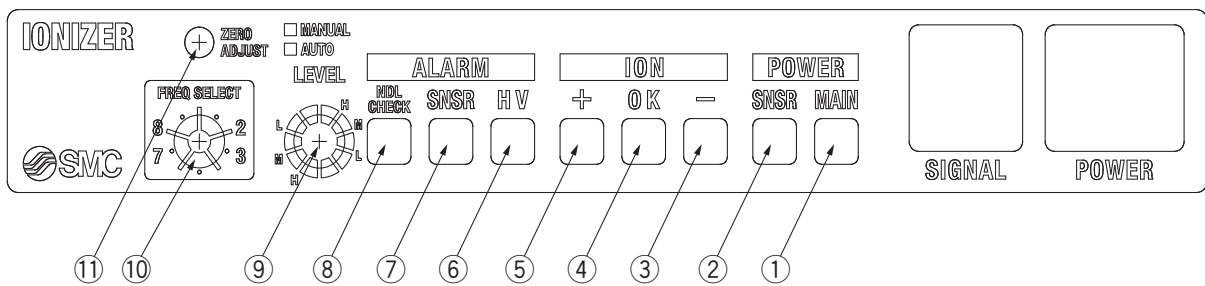 IONIZER
ZERO
ADJUST
MANUAL
AUTO
LEVEL
FREQ SELECT
8 2
7 3
SMC
L H
M M
H L
ALARM
NDL
CHECK
SNSR
HV
ION
+
OK
−
POWER
SNSR
MAIN
SIGNAL
POWER
⑪ ⑩ ⑨ ⑧ ⑦ ⑥ ⑤ ④ ③ ② ①